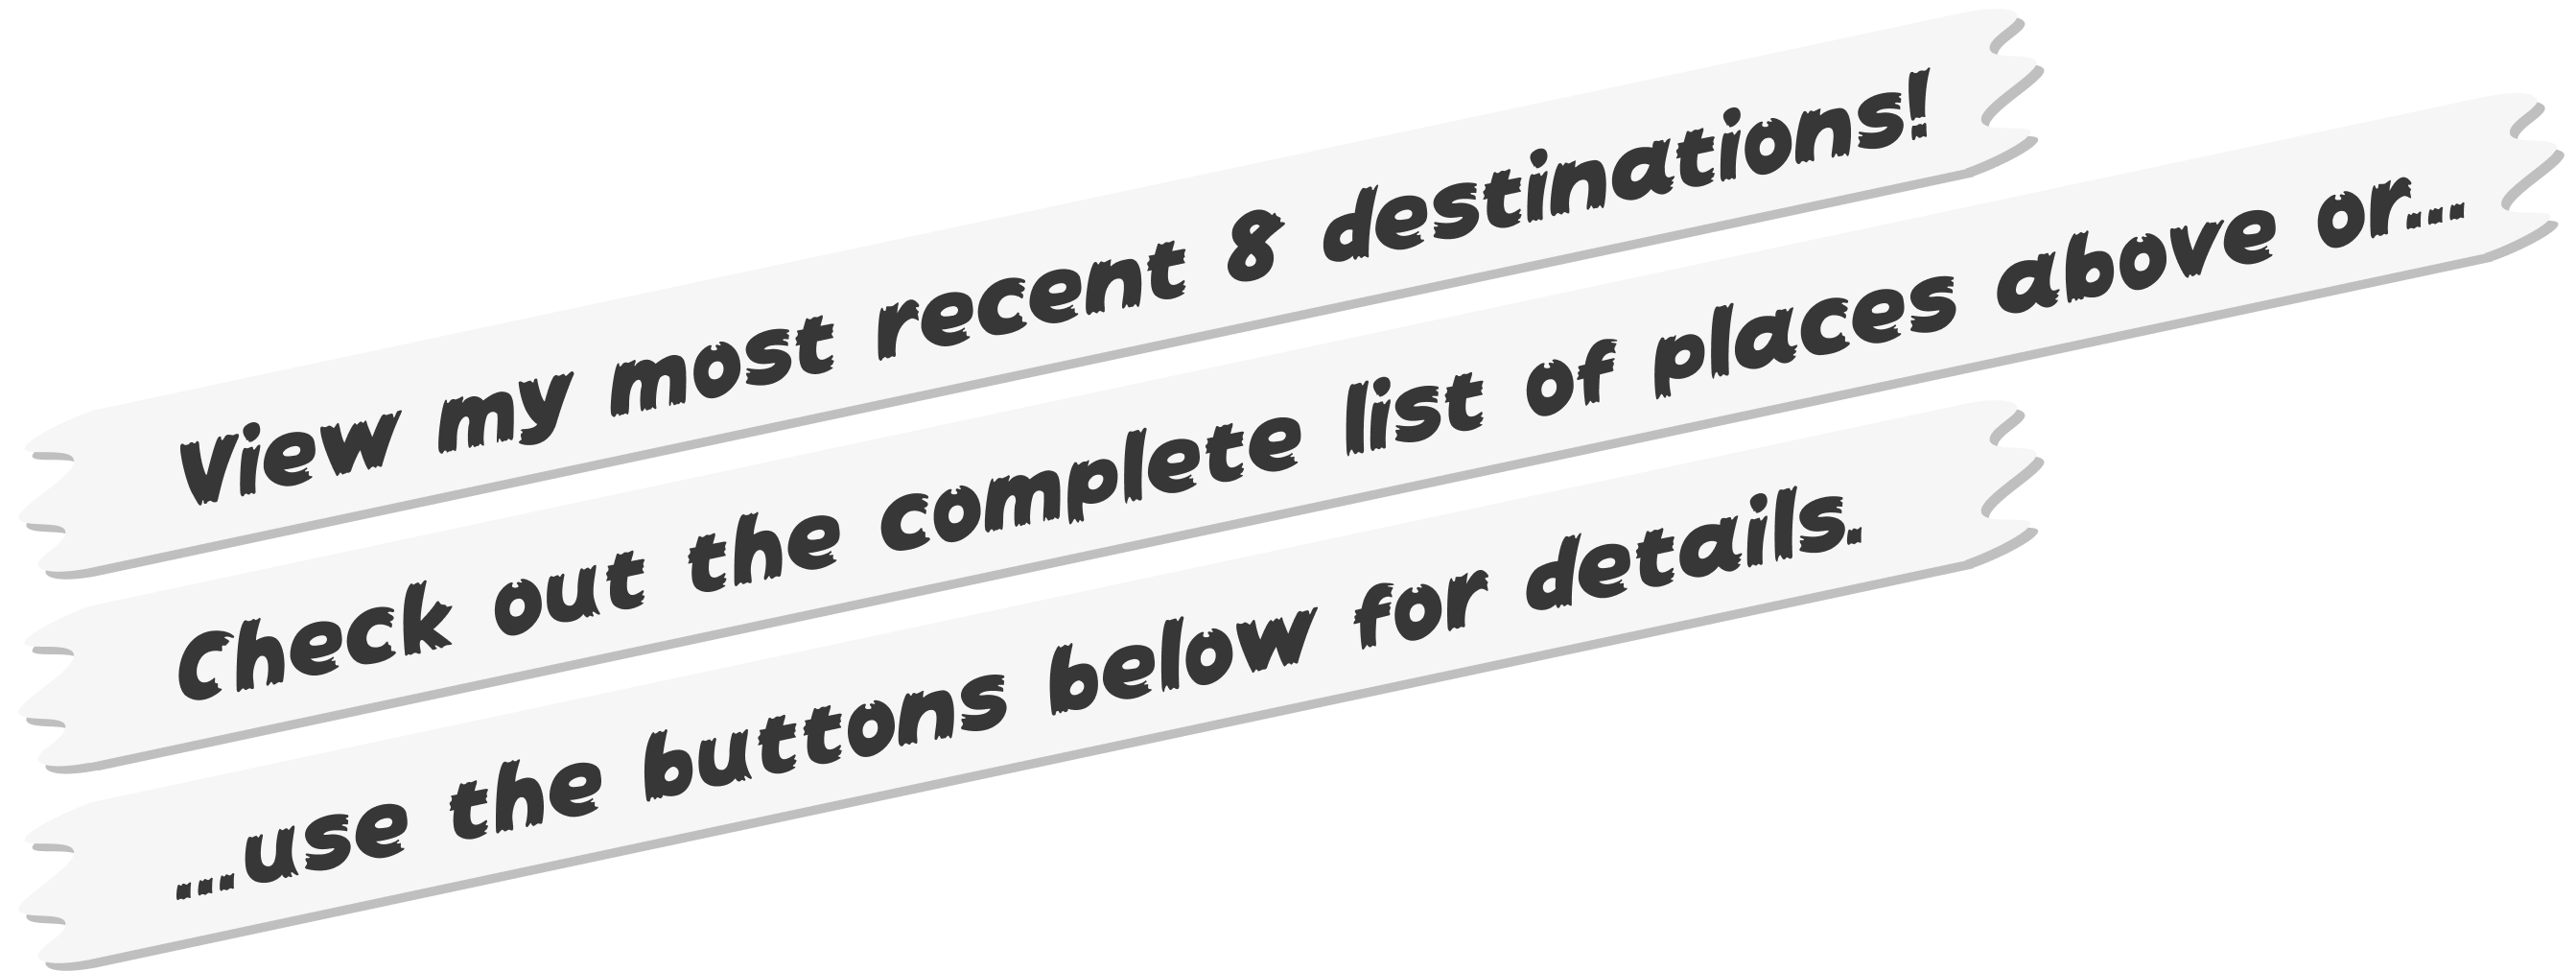 View my most recent 8 destinations!
Check out the complete list of places above or...
...use the buttons below for details.